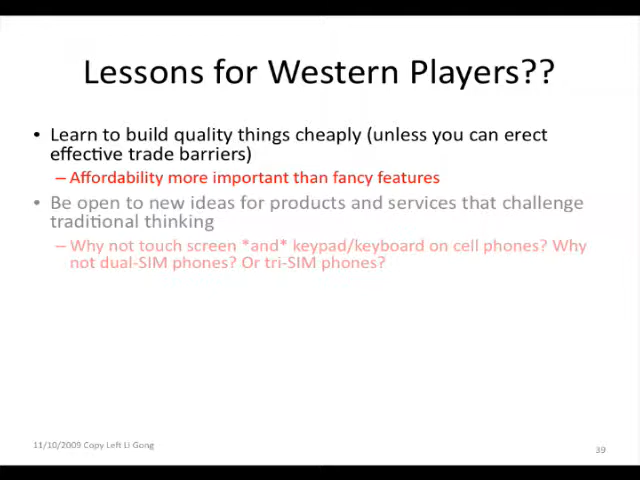 Lessons for Western Players??
• Learn to build quality things cheaply (unless you can erect
effective trade barriers)
– Affordability more important than fancy features
• Be open to new ideas for products and services that challenge
traditional thinking
– Why not touch screen *and* keypad/keyboard on cell phones? Why
not dual-SIM phones? Or tri-SIM phones?
11/10/2009 Copy Left Li Gong
39